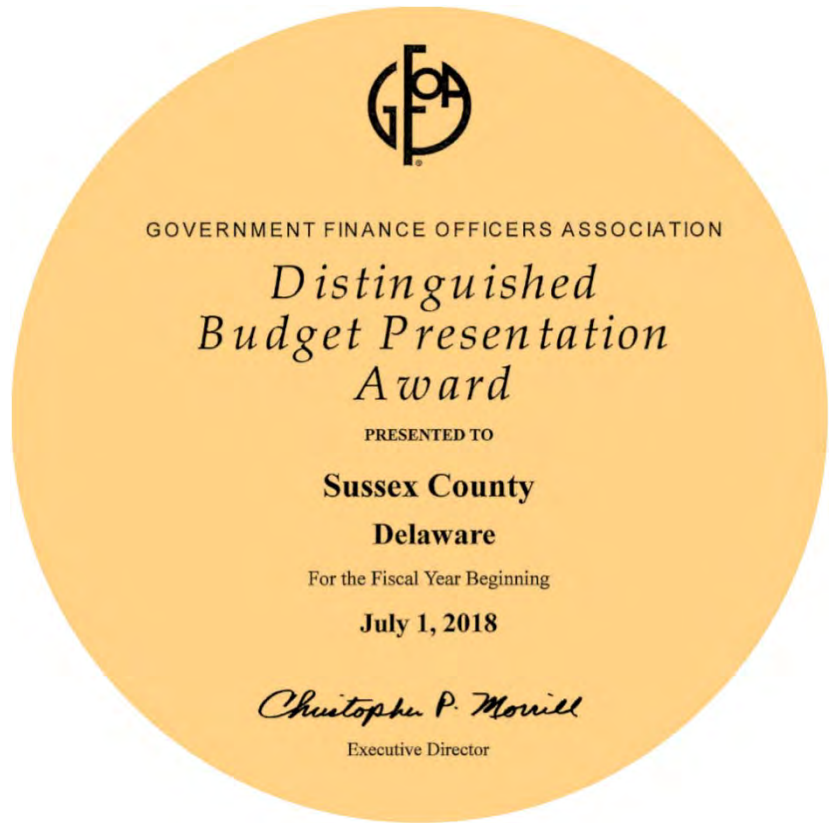 GFOA
GOVERNMENT FINANCE OFFICERS ASSOCIATION
Distinguished
Budget Presentation
Award
PRESENTED TO
Sussex County
Delaware
For the Fiscal Year Beginning
July 1, 2018
Christopher P. Morrill
Executive Director